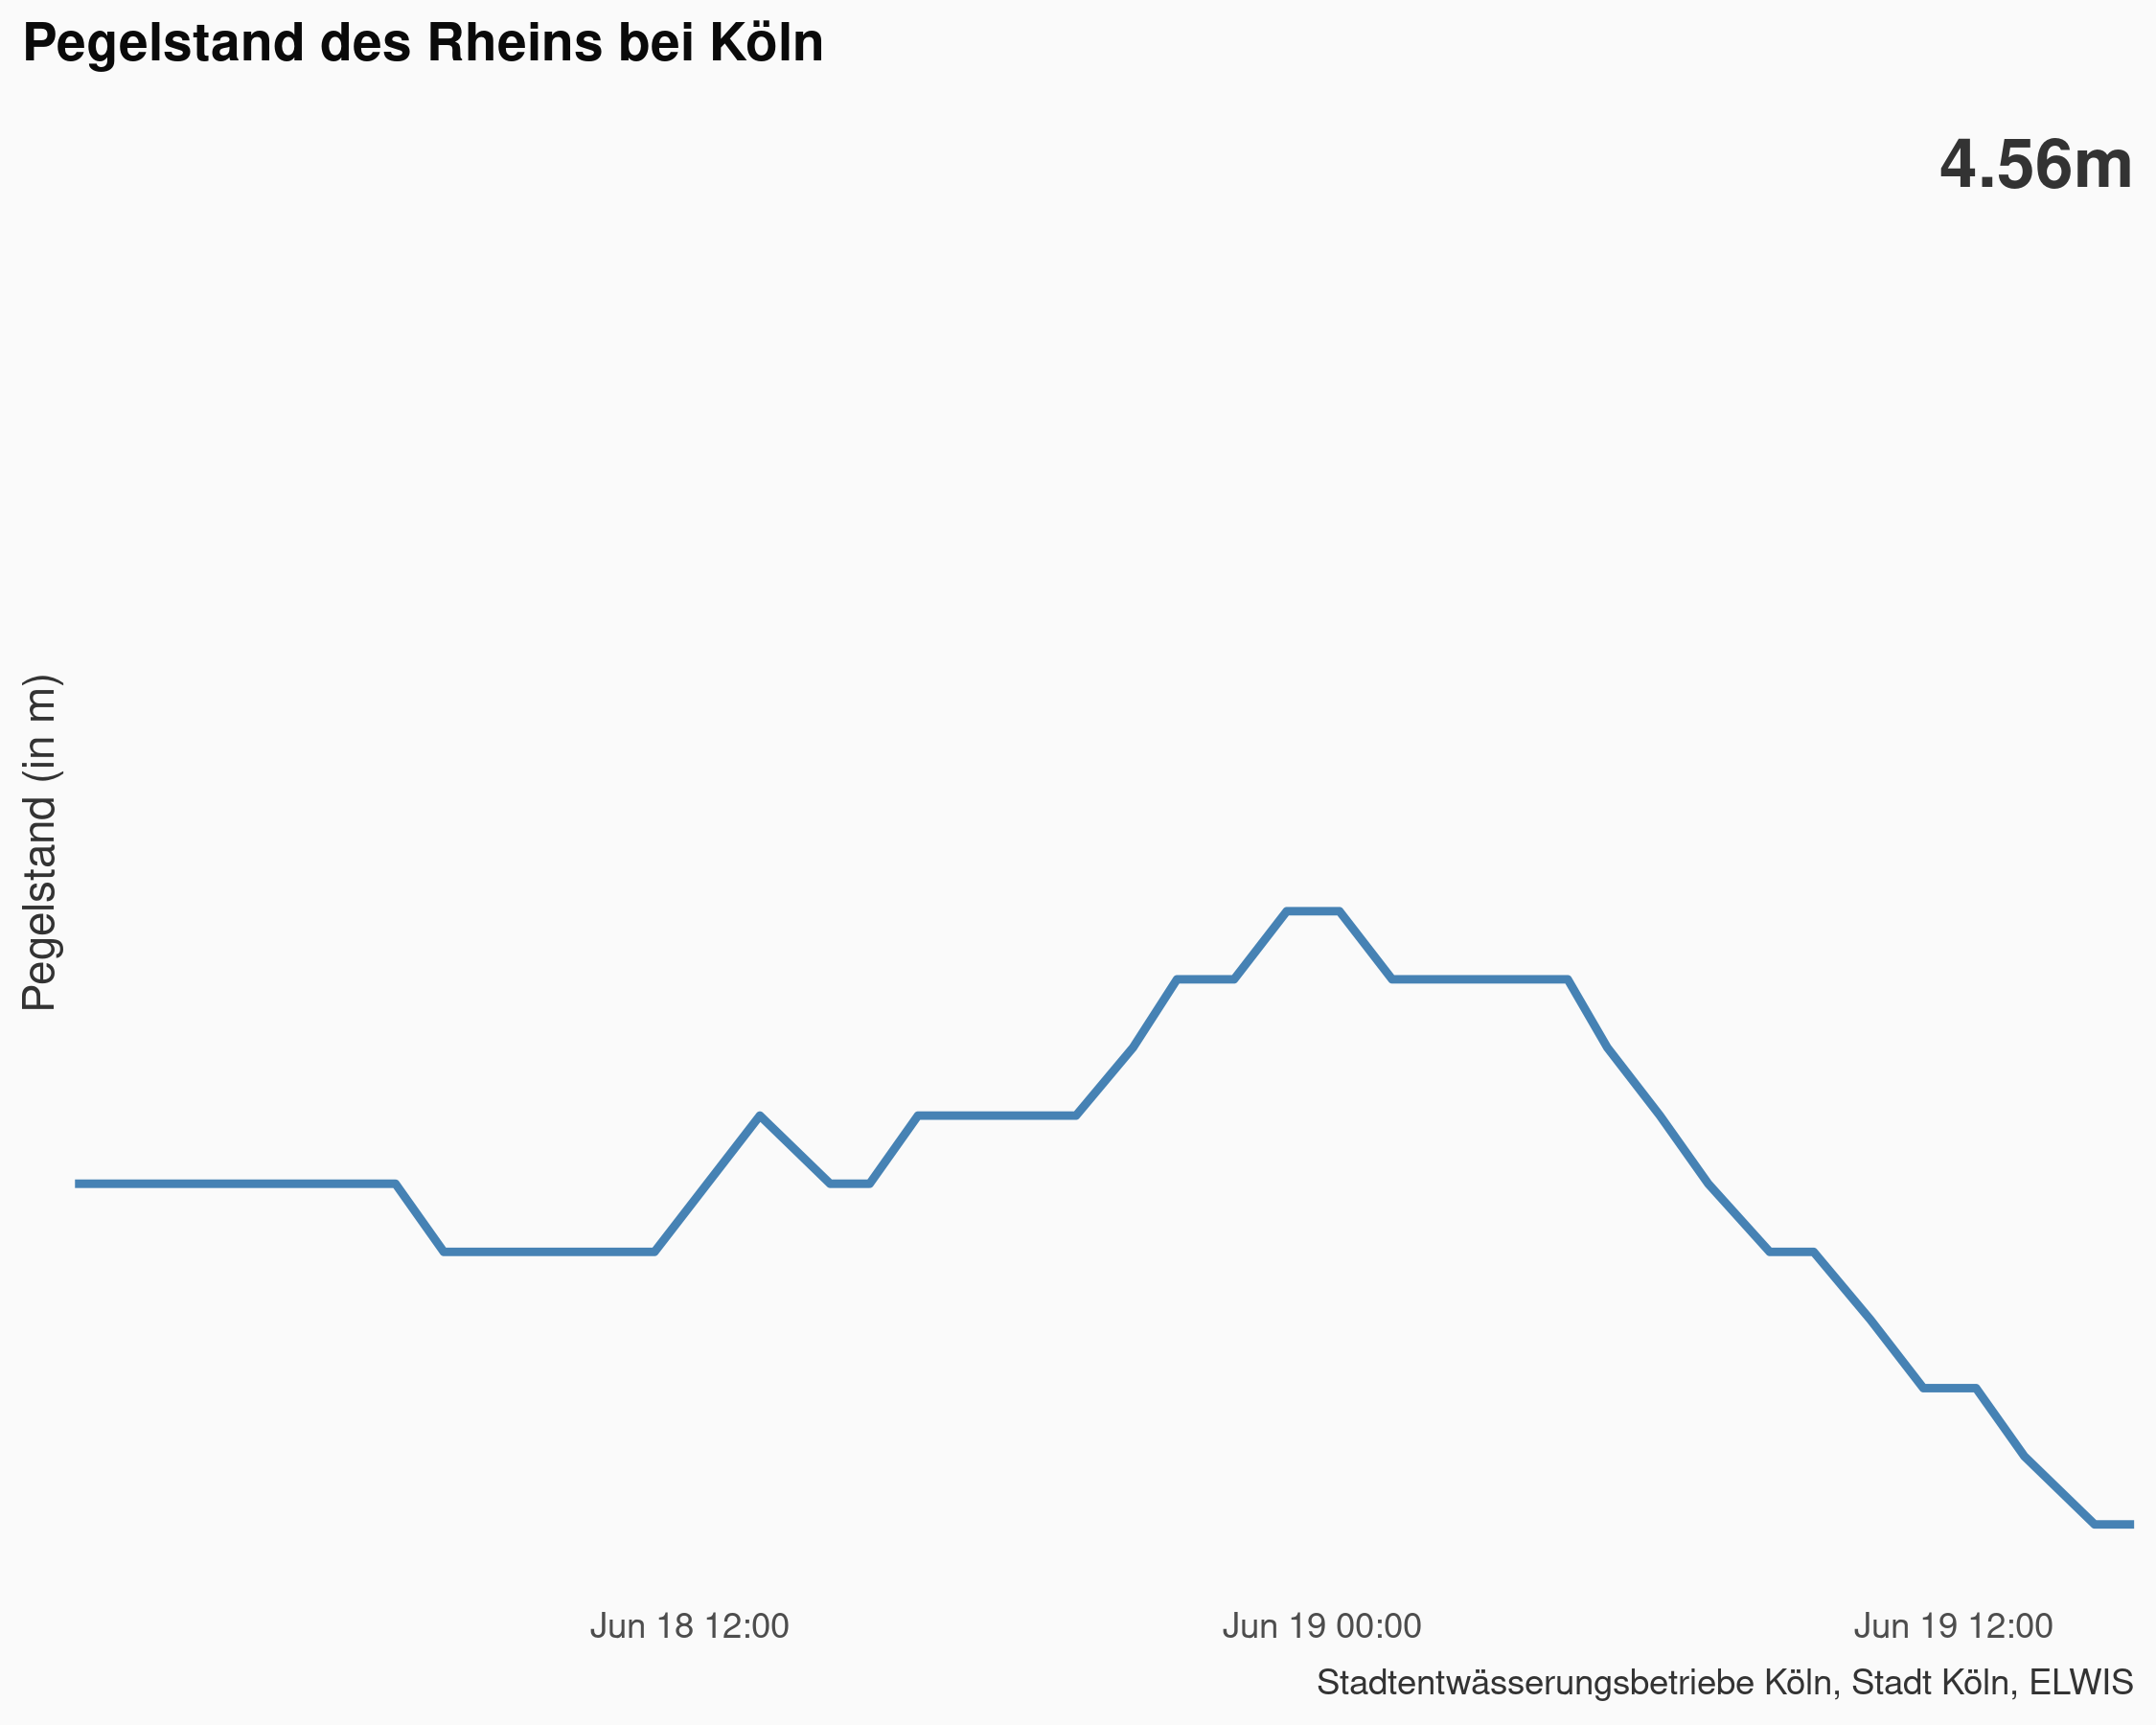 Pegelstand des Rheins bei Köln
4.56m
Pegelstand (in m)
Jun 18 12:00
Jun 19 00:00
Jun 19 12:00
Stadtentwässerungsbetriebe Köln, Stadt Köln, ELWIS